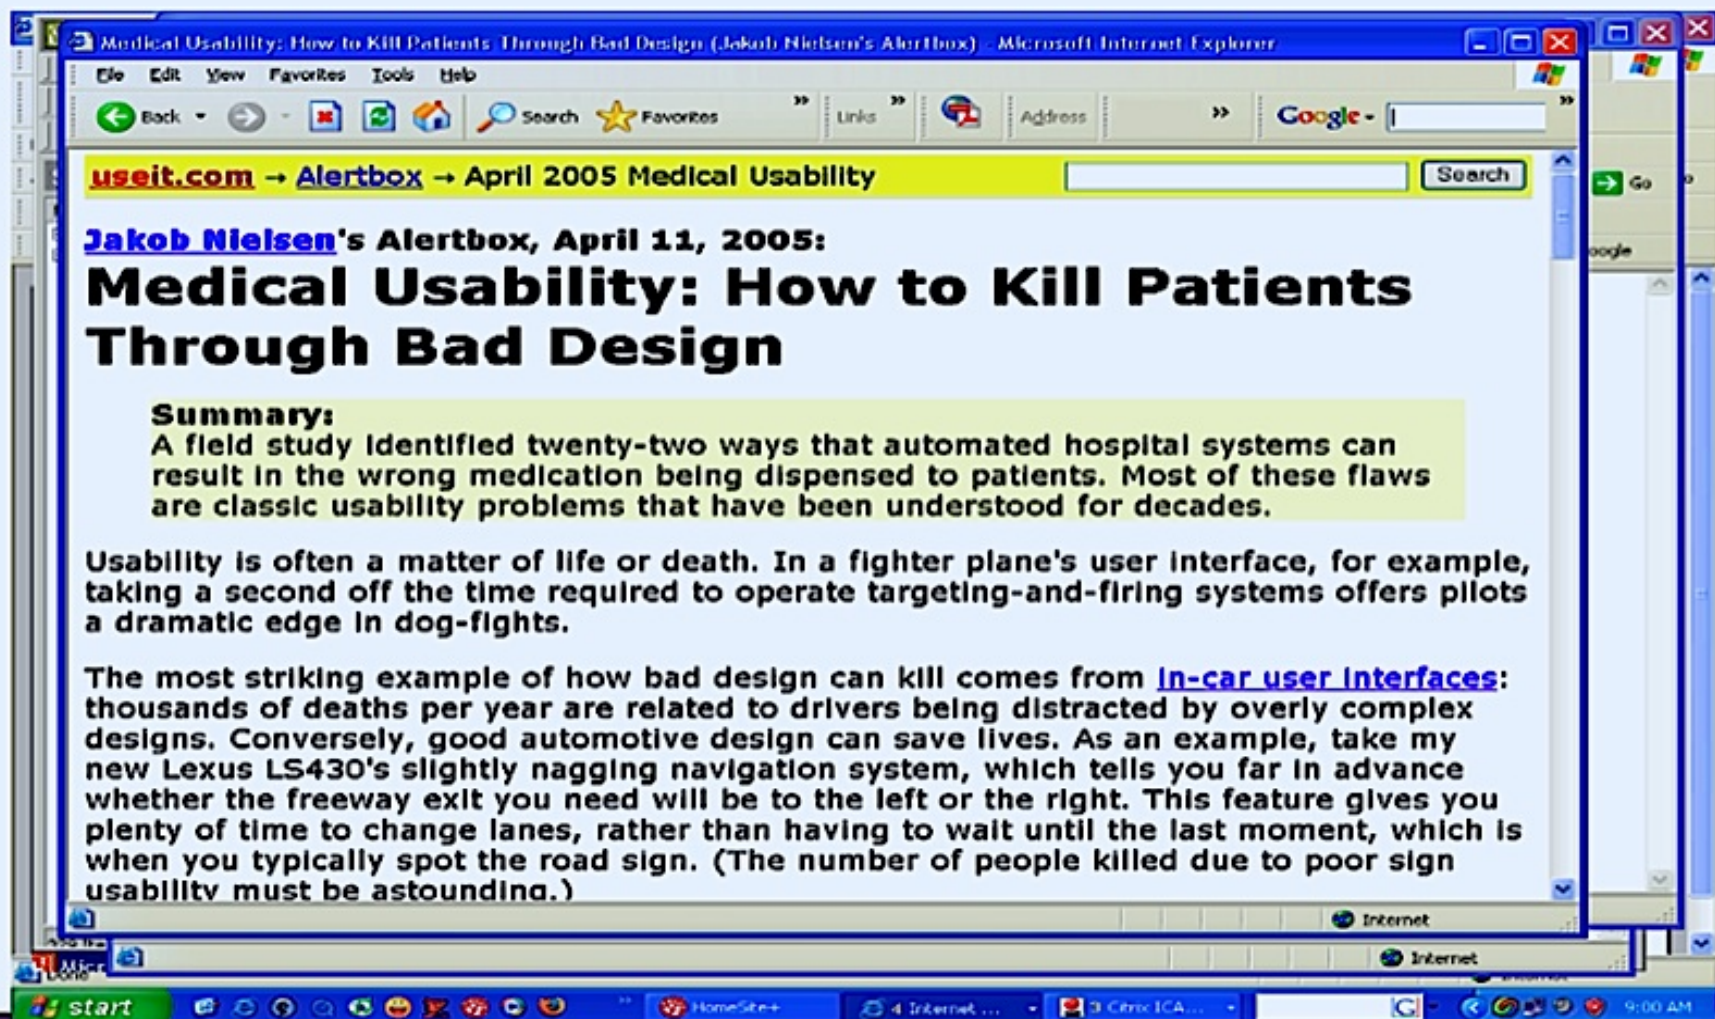 Medical Usability: How to Kill Patients Through Bad Design (Jakob Nielsen's Alertbox) - Microsoft Internet Explorer
File Edit View Favorites Tools Help
Back Search Favorites » Links » Address » Google »
useit.com → Alertbox → April 2005 Medical Usability Search
Go
Jakob Nielsen's Alertbox, April 11, 2005:
oogle
Medical Usability: How to Kill Patients
Through Bad Design
Summary:
A field study identified twenty-two ways that automated hospital systems can
result in the wrong medication being dispensed to patients. Most of these flaws
are classic usability problems that have been understood for decades.
Usability is often a matter of life or death. In a fighter plane's user interface, for example,
taking a second off the time required to operate targeting-and-firing systems offers pilots
a dramatic edge in dog-fights.
The most striking example of how bad design can kill comes from in-car user interfaces:
thousands of deaths per year are related to drivers being distracted by overly complex
designs. Conversely, good automotive design can save lives. As an example, take my
new Lexus LS430's slightly nagging navigation system, which tells you far in advance
whether the freeway exit you need will be to the left or the right. This feature gives you
plenty of time to change lanes, rather than having to wait until the last moment, which is
when you typically spot the road sign. (The number of people killed due to poor sign
usability must be astounding.)
Internet
Internet
Done
start » HomeSite+ 4 Internet ... 3 Citrix ICA... G 9:00 AM